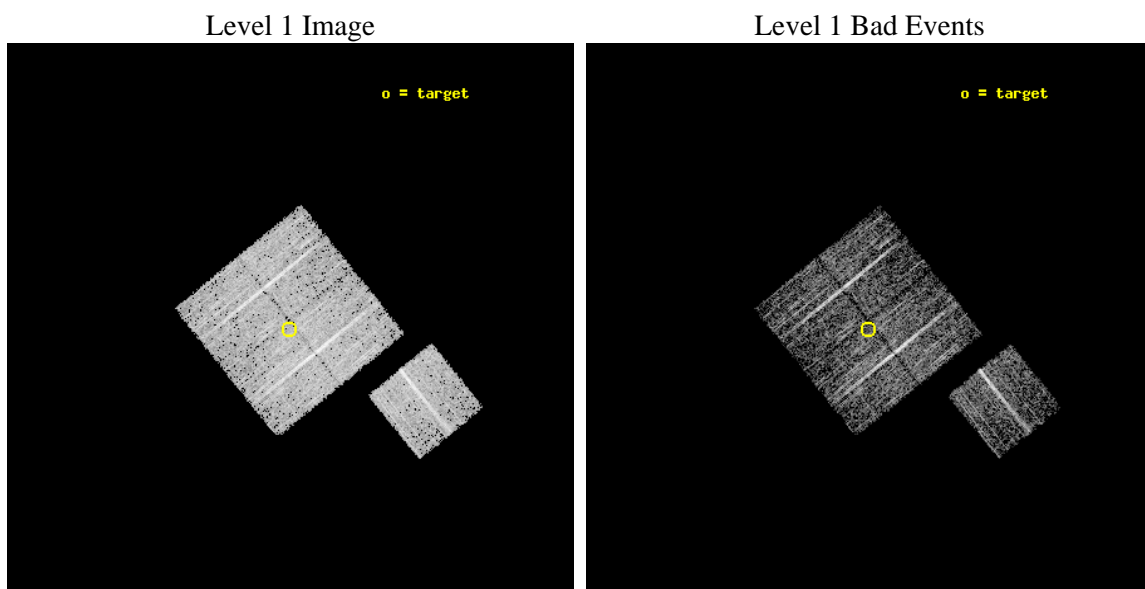 Level 1 Image
Level 1 Bad Events
o = target
o = target